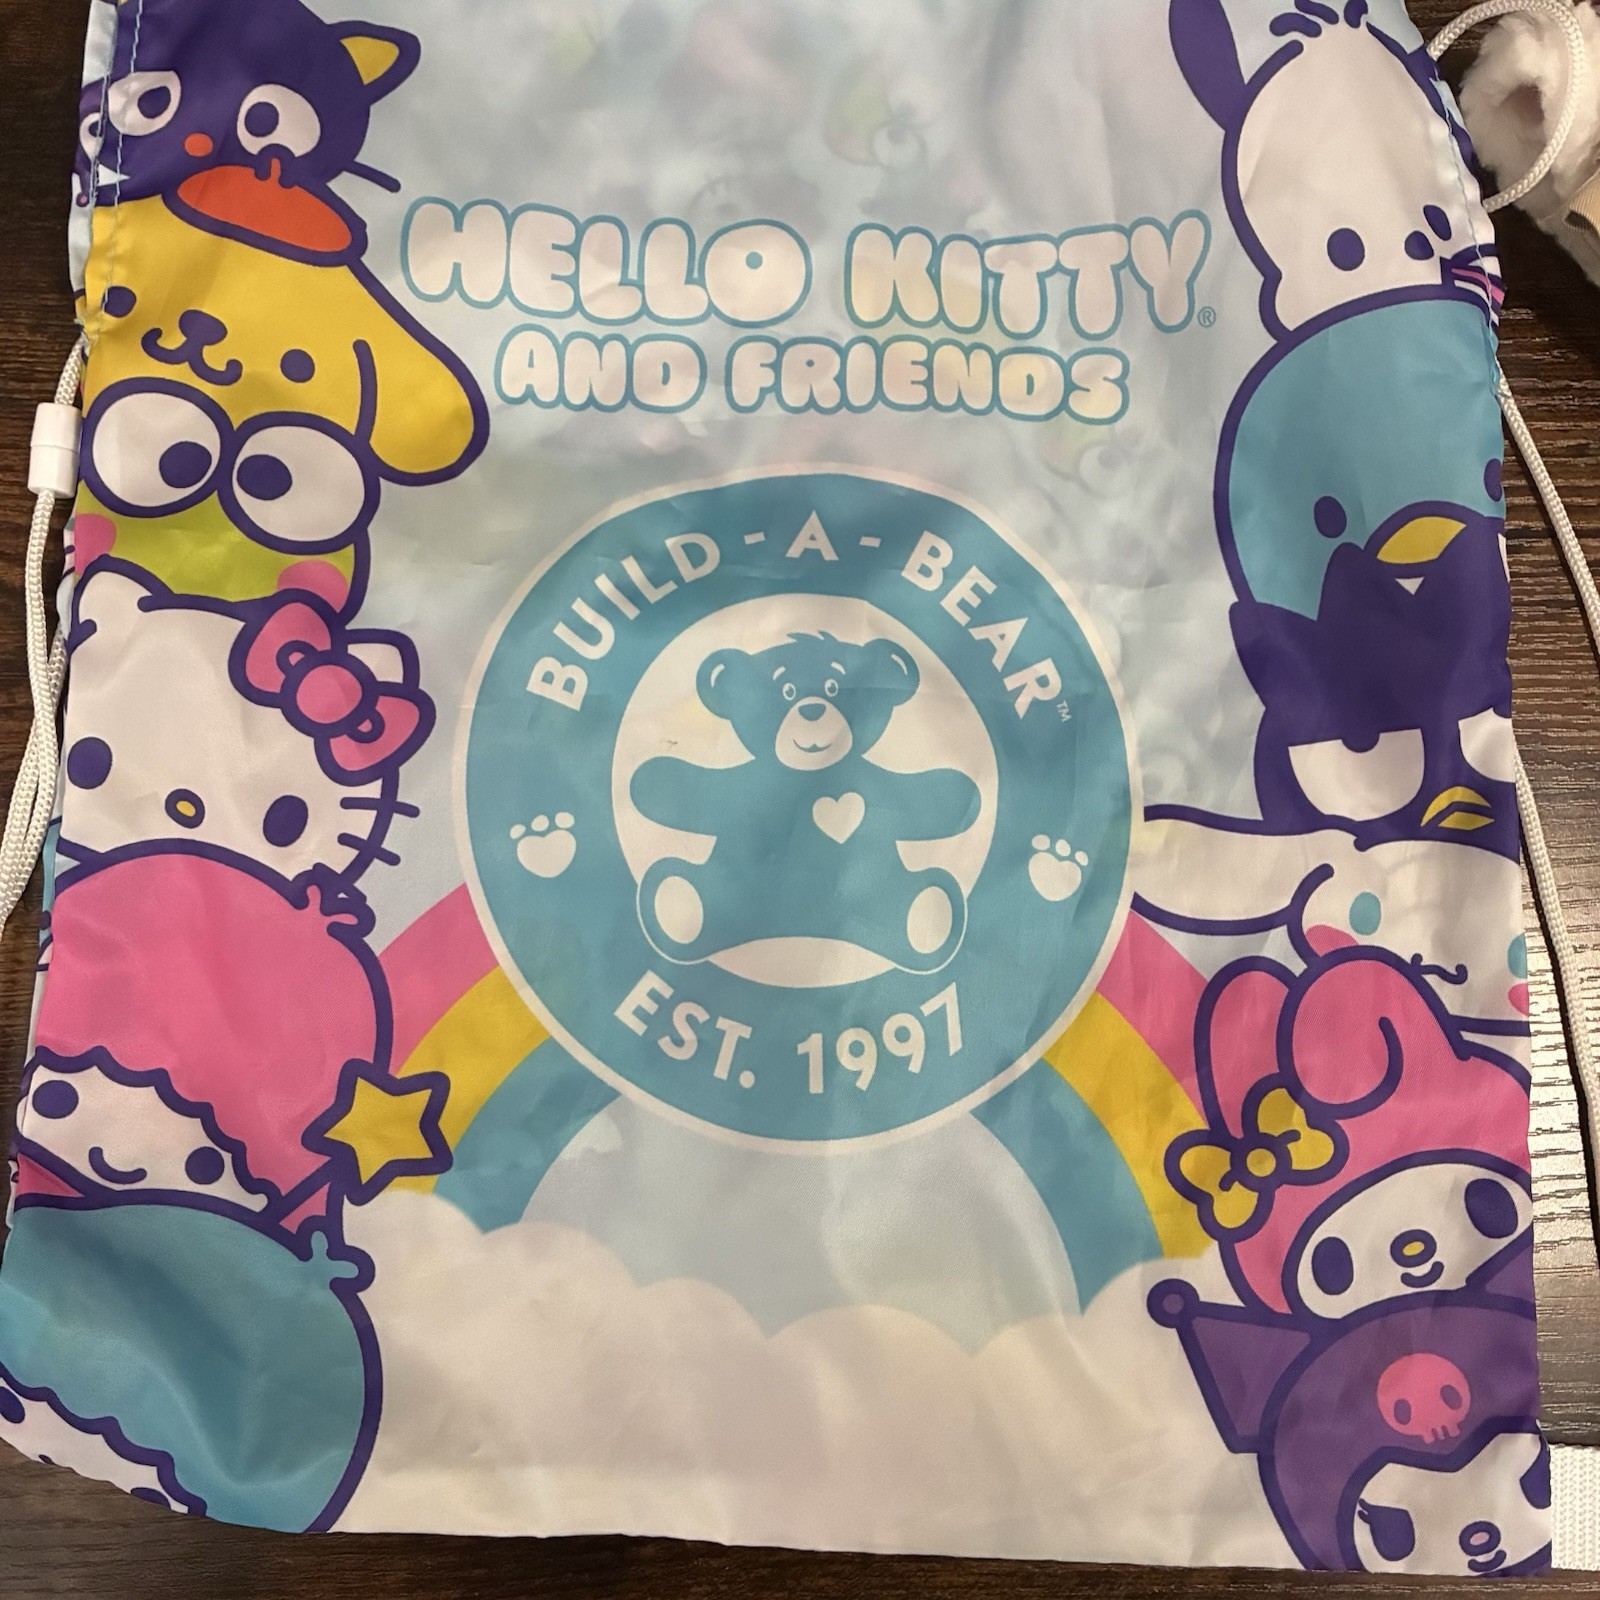 HELLO KITTY®
AND FRIENDS
BUILD-A-BEAR™
EST. 1997